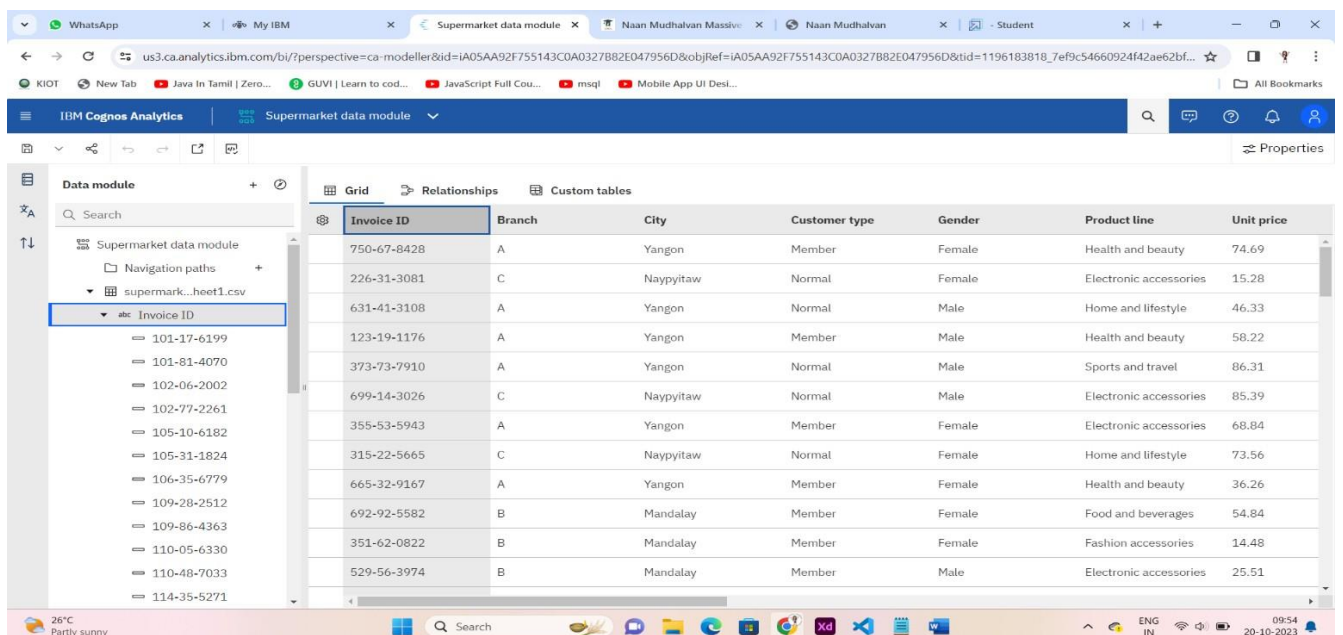 WhatsApp My IBM Supermarket data module Naan Mudhalvan Massive Naan Mudhalvan - Student
us3.ca.analytics.ibm.com/bi/?perspective=ca-modeller&id=iA05AA92F755143C0A0327B82E047956D&objRef=iA05AA92F755143C0A0327B82E047956D&tid=1196183818_7ef9c54660924f42ae62bf...
KIOT New Tab Java In Tamil | Zero... GUVI | Learn to cod... JavaScript Full Cou... msql Mobile App UI Desi... All Bookmarks
IBM Cognos Analytics Supermarket data module
Properties
Data module
Grid Relationships Custom tables
Search
Supermarket data module
Navigation paths
supermark...heet1.csv
abc Invoice ID
101-17-6199
101-81-4070
102-06-2002
102-77-2261
105-10-6182
105-31-1824
106-35-6779
109-28-2512
109-86-4363
110-05-6330
110-48-7033
114-35-5271
Invoice ID Branch City Customer type Gender Product line Unit price
750-67-8428 A Yangon Member Female Health and beauty 74.69
226-31-3081 C Naypyitaw Normal Female Electronic accessories 15.28
631-41-3108 A Yangon Normal Male Home and lifestyle 46.33
123-19-1176 A Yangon Member Male Health and beauty 58.22
373-73-7910 A Yangon Normal Male Sports and travel 86.31
699-14-3026 C Naypyitaw Normal Male Electronic accessories 85.39
355-53-5943 A Yangon Member Female Electronic accessories 68.84
315-22-5665 C Naypyitaw Normal Female Home and lifestyle 73.56
665-32-9167 A Yangon Member Female Health and beauty 36.26
692-92-5582 B Mandalay Member Female Food and beverages 54.84
351-62-0822 B Mandalay Member Female Fashion accessories 14.48
529-56-3974 B Mandalay Member Male Electronic accessories 25.51
26°C
Partly sunny
Search
Xd
W
ENG
IN
09:54
20-10-2023